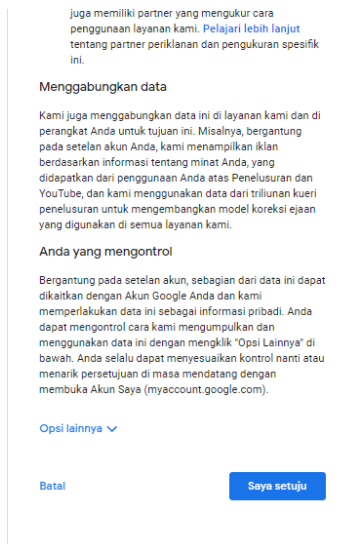 juga memiliki partner yang mengukur cara
penggunaan layanan kami. Pelajari lebih lanjut
tentang partner periklanan dan pengukuran spesifik
ini.
Menggabungkan data
Kami juga menggabungkan data ini di layanan kami dan di
perangkat Anda untuk tujuan ini. Misalnya, bergantung
pada setelan akun Anda, kami menampilkan iklan
berdasarkan informasi tentang minat Anda, yang
didapatkan dari penggunaan Anda atas Penelusuran dan
YouTube, dan kami menggunakan data dari triliunan kueri
penelusuran untuk mengembangkan model koreksi ejaan
yang digunakan di semua layanan kami.
Anda yang mengontrol
Bergantung pada setelan akun, sebagian dari data ini dapat
dikaitkan dengan Akun Google Anda dan kami
memperlakukan data ini sebagai informasi pribadi. Anda
dapat mengontrol cara kami mengumpulkan dan
menggunakan data ini dengan mengklik "Opsi Lainnya" di
bawah. Anda selalu dapat menyesuaikan kontrol nanti atau
menarik persetujuan di masa mendatang dengan
membuka Akun Saya (myaccount.google.com).
Opsi lainnya
Batal
Saya setuju